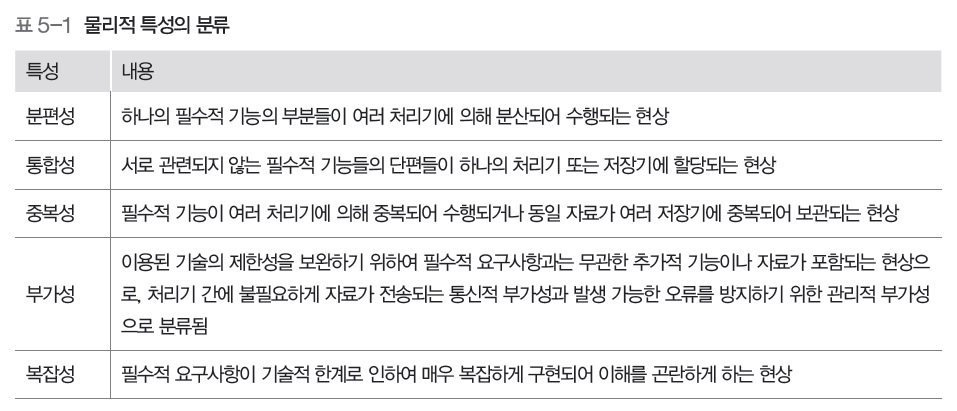 표 5-1 물리적 특성의 분류
특성 내용
분편성 하나의 필수적 기능의 부분들이 여러 처리기에 의해 분산되어 수행되는 현상
통합성 서로 관련되지 않는 필수적 기능들의 단편들이 하나의 처리기 또는 저장기에 할당되는 현상
중복성 필수적 기능이 여러 처리기에 의해 중복되어 수행되거나 동일 자료가 여러 저장기에 중복되어 보관되는 현상
이용된 기술의 제한성을 보완하기 위하여 필수적 요구사항과는 무관한 추가적 기능이나 자료가 포함되는 현상으
부가성 로, 처리기 간에 불필요하게 자료가 전송되는 통신적 부가성과 발생 가능한 오류를 방지하기 위한 관리적 부가성
으로 분류됨
복잡성 필수적 요구사항이 기술적 한계로 인하여 매우 복잡하게 구현되어 이해를 곤란하게 하는 현상